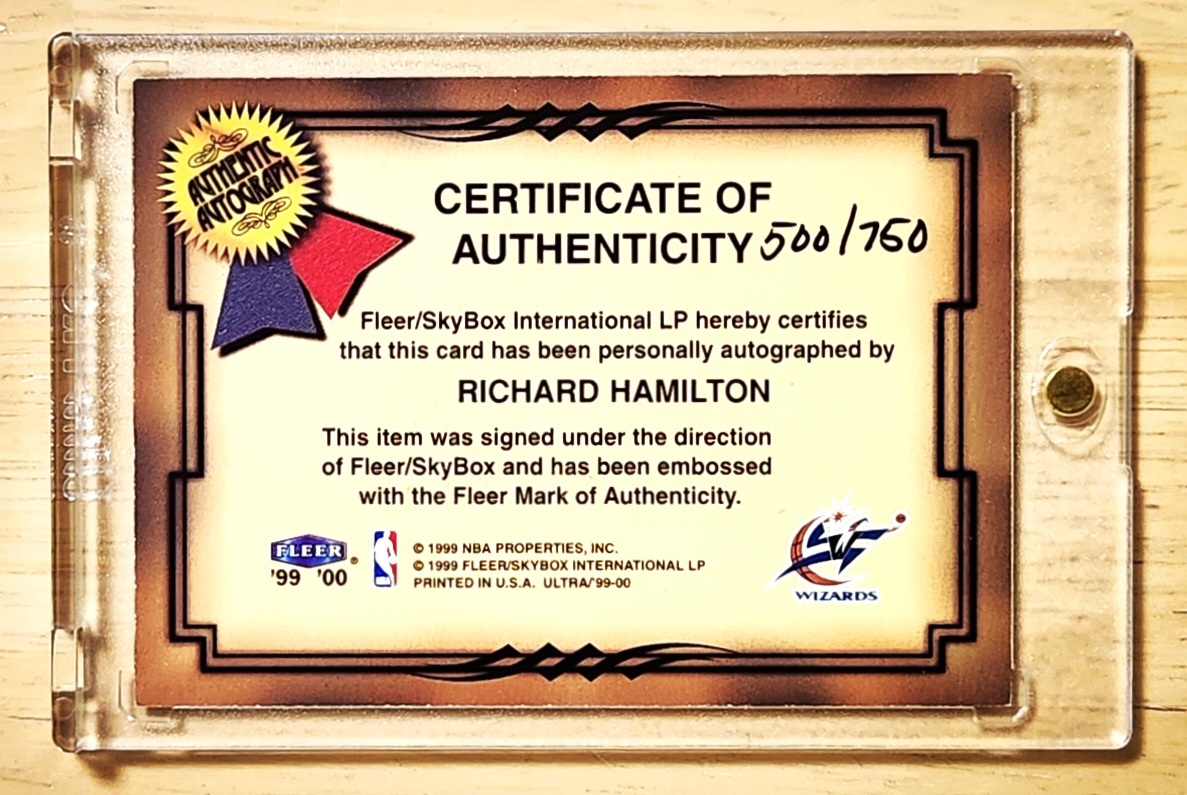 AUTHENTIC
AUTOGRAPH
CERTIFICATE OF
AUTHENTICITY 500/750
Fleer/SkyBox International LP hereby certifies
that this card has been personally autographed by
RICHARD HAMILTON
This item was signed under the direction
of Fleer/SkyBox and has been embossed
with the Fleer Mark of Authenticity.
FLEER®
'99 '00
NBA
© 1999 NBA PROPERTIES, INC.
© 1999 FLEER/SKYBOX INTERNATIONAL LP
PRINTED IN U.S.A. ULTRA/'99-00
W
WIZARDS